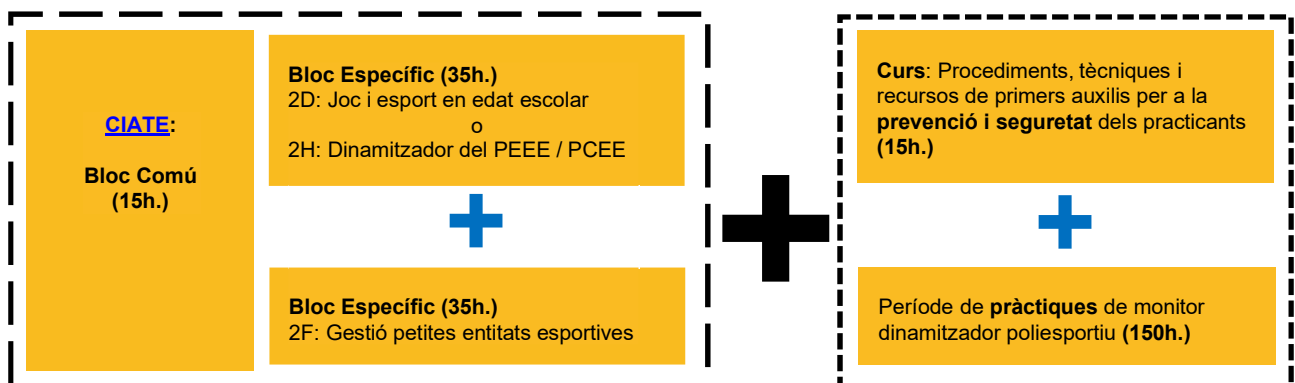 CIATE:
Bloc Comú
(15h.)
Bloc Específic (35h.)
2D: Joc i esport en edat escolar
o
2H: Dinamitzador del PEEE / PCEE
Bloc Específic (35h.)
2F: Gestió petites entitats esportives
Curs: Procediments, tècniques i
recursos de primers auxilis per a la
prevenció i seguretat dels practicants
(15h.)
Període de pràctiques de monitor
dinamitzador poliesportiu (150h.)